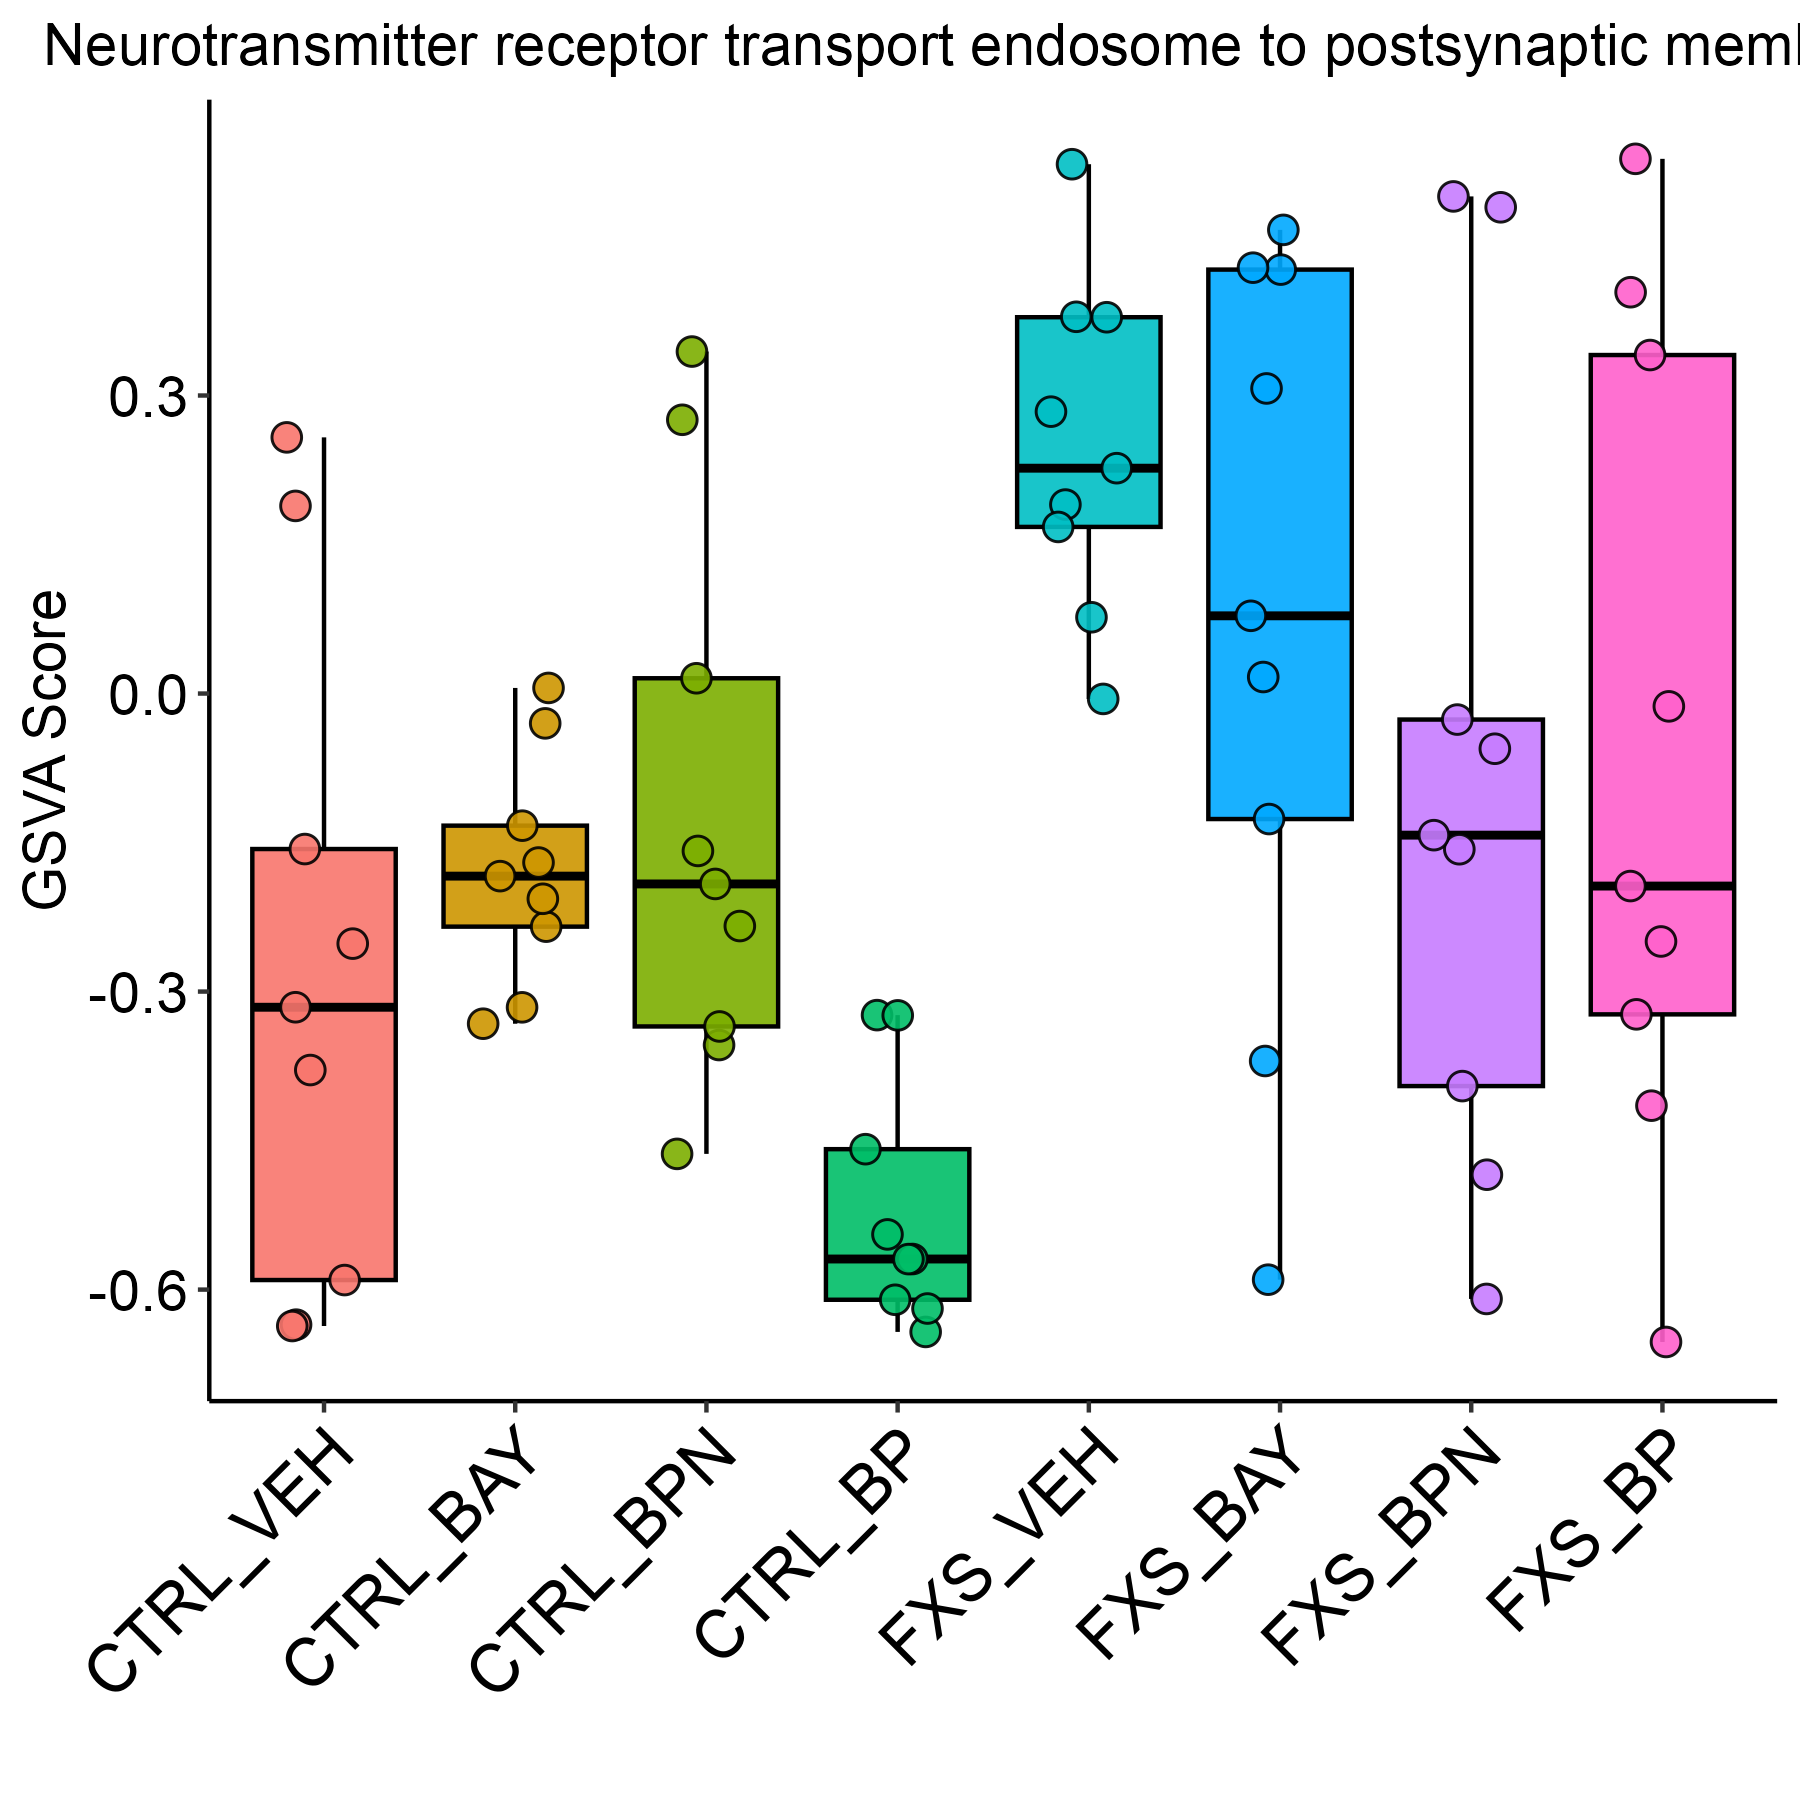 Neurotransmitter receptor transport endosome to postsynaptic
GSVA Score
0.3
0.0
-0.3
-0.6
CTRL_VEH
CTRL_BAY
CTRL_BPN
CTRL_BP
FXS_VEH
FXS_BAY
FXS_BPN
FXS_BP